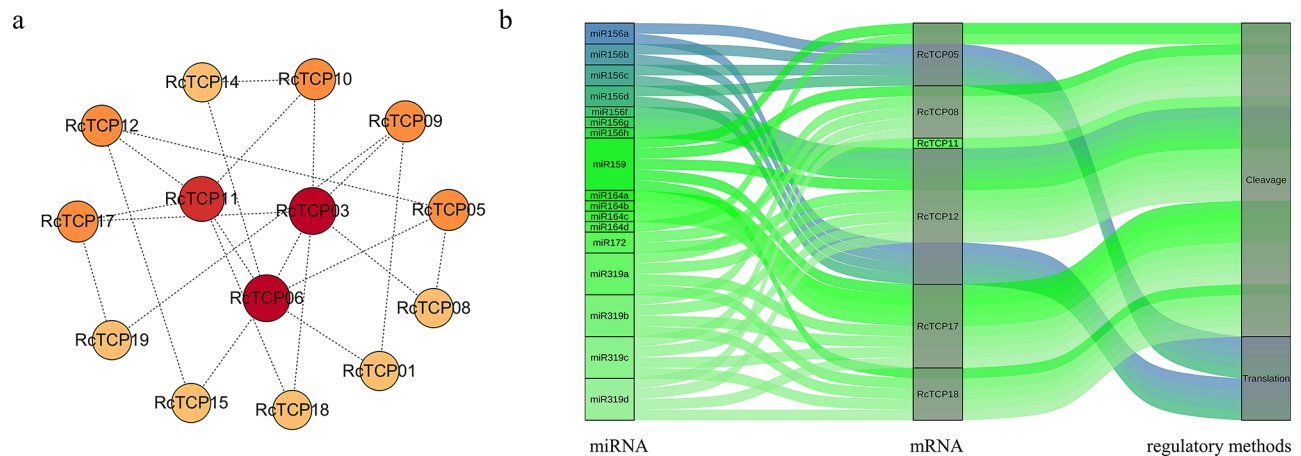 a
RcTCP14
RcTCP10
RcTCP12
RcTCP09
RcTCP11
RcTCP03
RcTCP05
RcTCP17
RcTCP06
RcTCP08
RcTCP19
RcTCP01
RcTCP15
RcTCP18
b
miR156a
miR156b
miR156c
miR156d
miR156f
miR156g
miR156h
miR159
miR164a
miR164b
miR164c
miR164d
miR172
miR319a
miR319b
miR319c
miR319d
RcTCP05
RcTCP08
RcTCP11
RcTCP12
RcTCP17
RcTCP18
Cleavage
Translation
miRNA
mRNA
regulatory methods